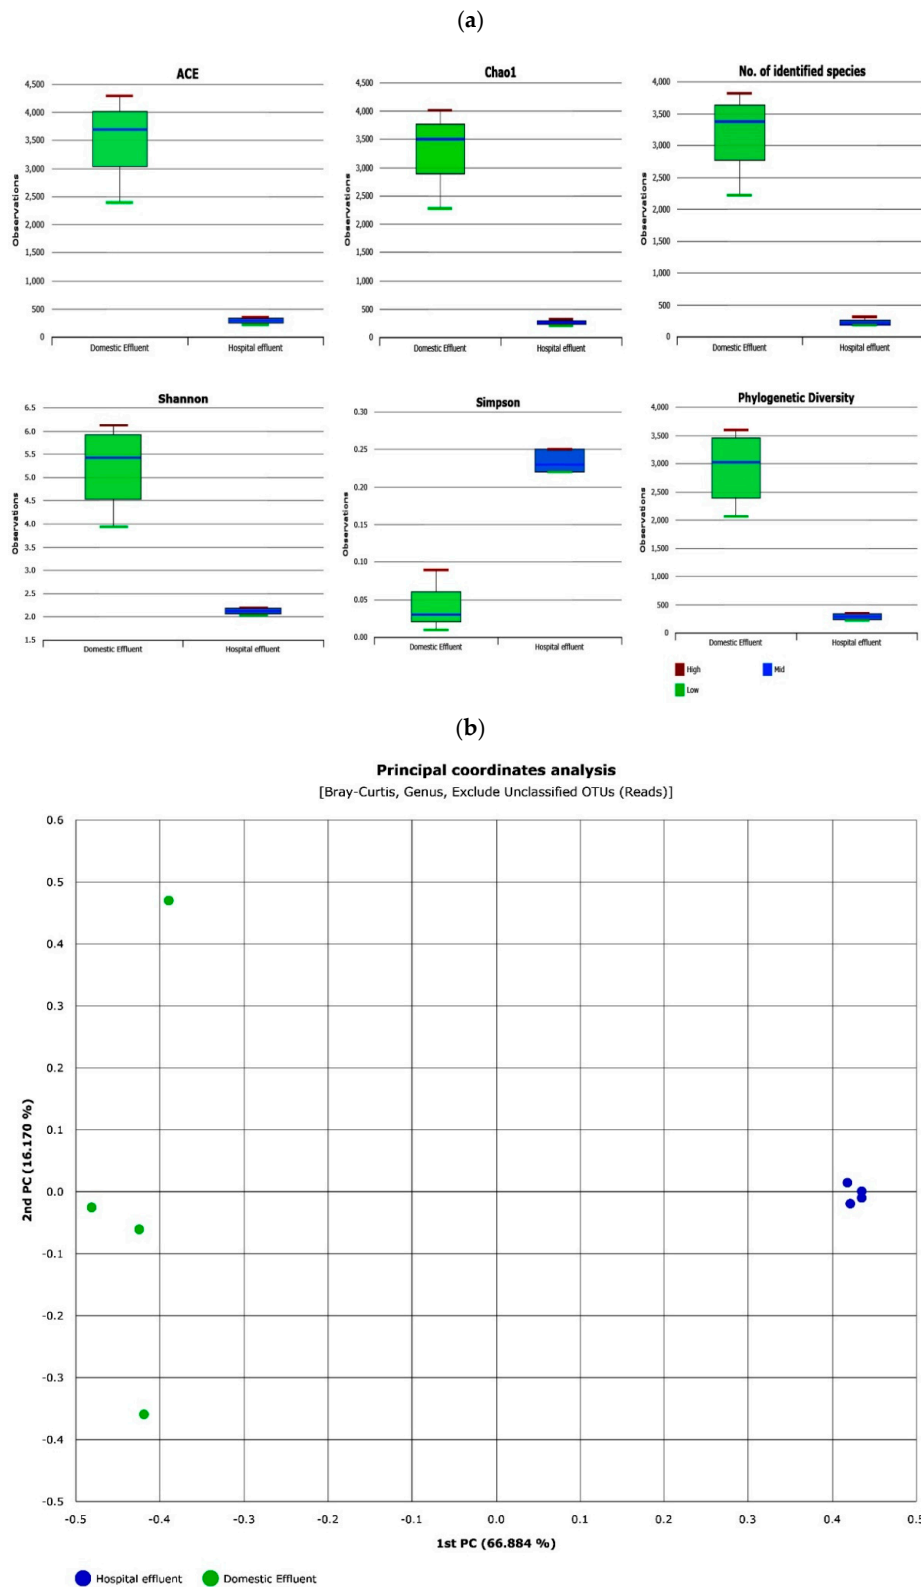 (a)
ACE
Chao1
No. of identified species
4,500
4,000
3,500
3,000
2,500
2,000
1,500
1,000
500
0
Observations
Domestic Effluent
Hospital effluent
4,500
4,000
3,500
3,000
2,500
2,000
1,500
1,000
500
0
Observations
Domestic Effluent
Hospital effluent
4,000
3,500
3,000
2,500
2,000
1,500
1,000
500
0
Observations
Domestic Effluent
Hospital effluent
Shannon
Simpson
Phylogenetic Diversity
6.5
6.0
5.5
5.0
4.5
4.0
3.5
3.0
2.5
2.0
1.5
Observations
Domestic Effluent
Hospital effluent
0.30
0.25
0.20
0.15
0.10
0.05
0.00
Observations
Domestic Effluent
Hospital effluent
4,000
3,500
3,000
2,500
2,000
1,500
1,000
500
0
Observations
Domestic Effluent
Hospital effluent
High
Mid
Low
(b)
Principal coordinates analysis
[Bray-Curtis, Genus, Exclude Unclassified OTUs (Reads)]
0.6
0.5
0.4
0.3
0.2
0.1
0.0
-0.1
-0.2
-0.3
-0.4
-0.5
2nd PC (16.170 %)
-0.5 -0.4 -0.3 -0.2 -0.1 0.0 0.1 0.2 0.3 0.4 0.5
1st PC (66.884 %)
Hospital effluent
Domestic Effluent